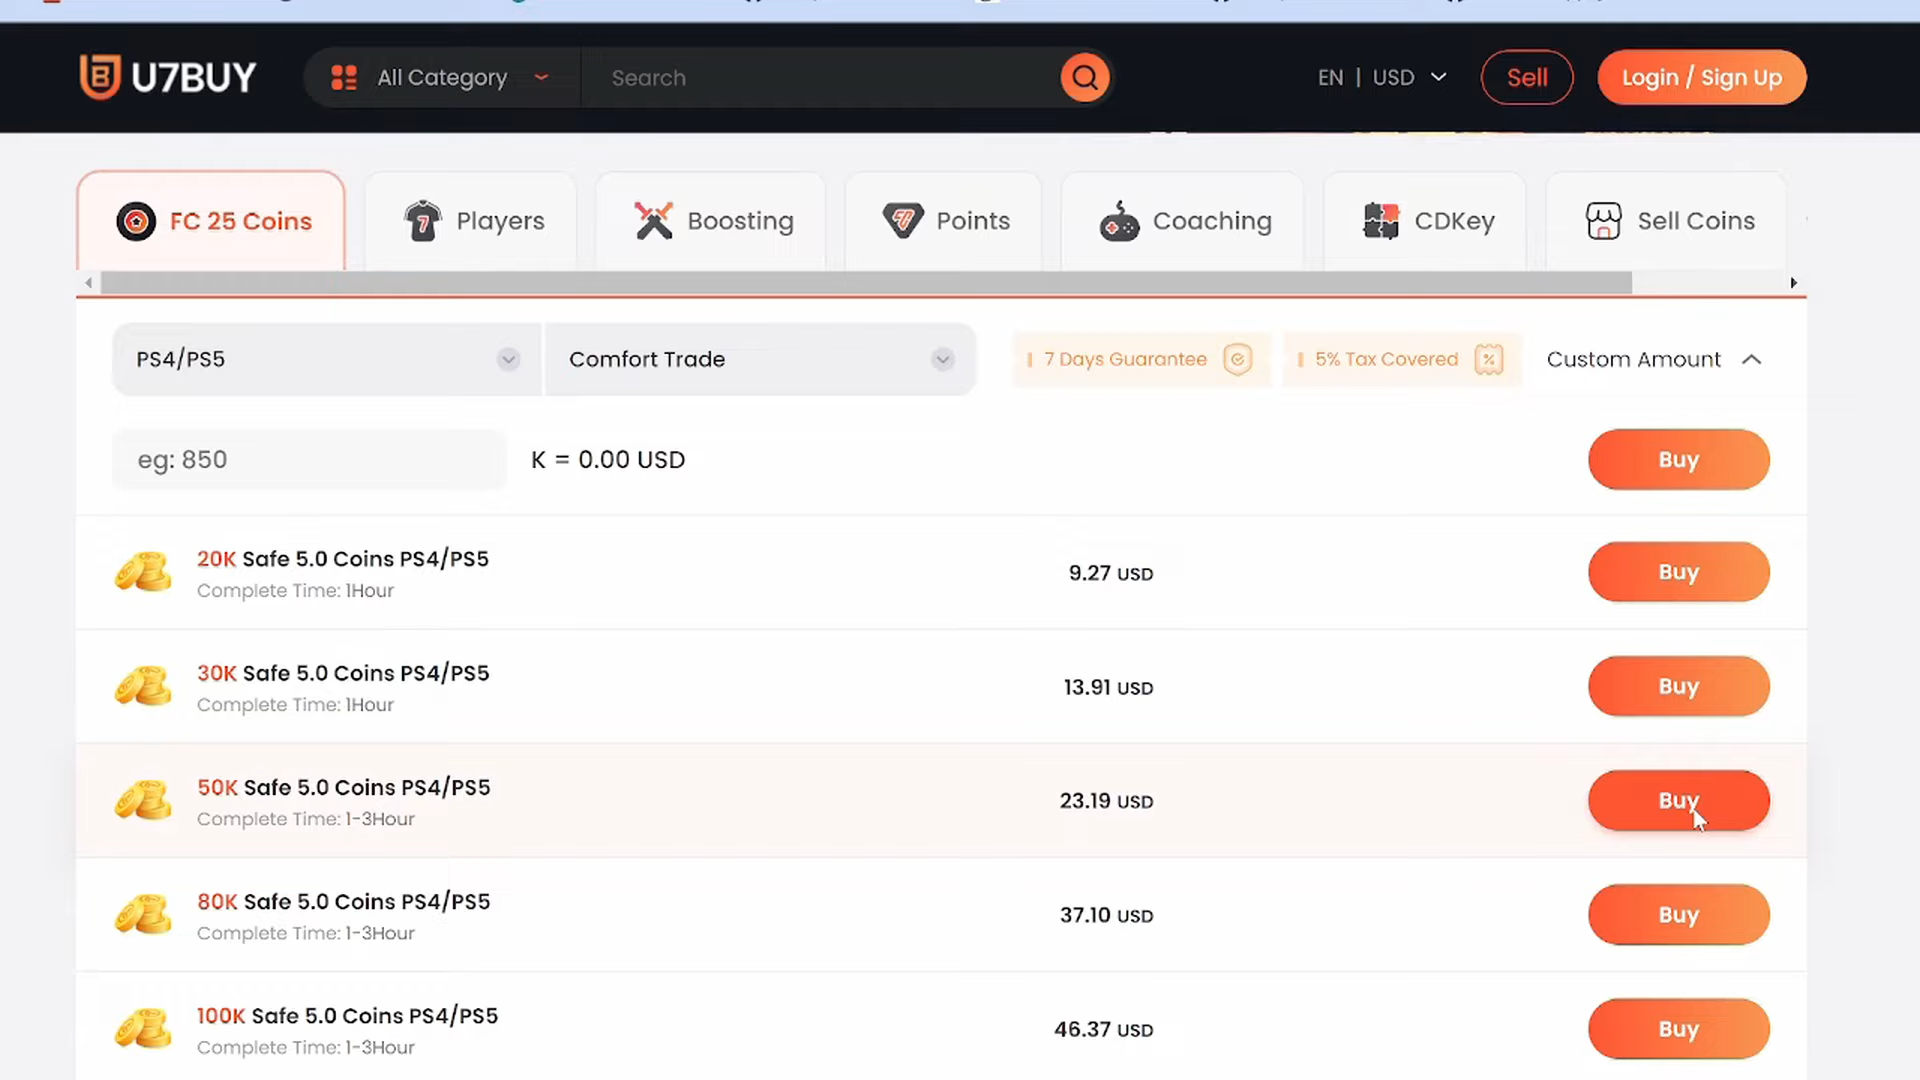 U7BUY
All Category
Search
EN | USD
Sell
Login / Sign Up
FC 25 Coins
Players
Boosting
Points
Coaching
CDKey
Sell Coins
PS4/PS5
Comfort Trade
7 Days Guarantee
5% Tax Covered
Custom Amount
eg: 850
K = 0.00 USD
Buy
20K Safe 5.0 Coins PS4/PS5
Complete Time: 1Hour
9.27 USD
Buy
30K Safe 5.0 Coins PS4/PS5
Complete Time: 1Hour
13.91 USD
Buy
50K Safe 5.0 Coins PS4/PS5
Complete Time: 1-3Hour
23.19 USD
Buy
80K Safe 5.0 Coins PS4/PS5
Complete Time: 1-3Hour
37.10 USD
Buy
100K Safe 5.0 Coins PS4/PS5
Complete Time: 1-3Hour
46.37 USD
Buy